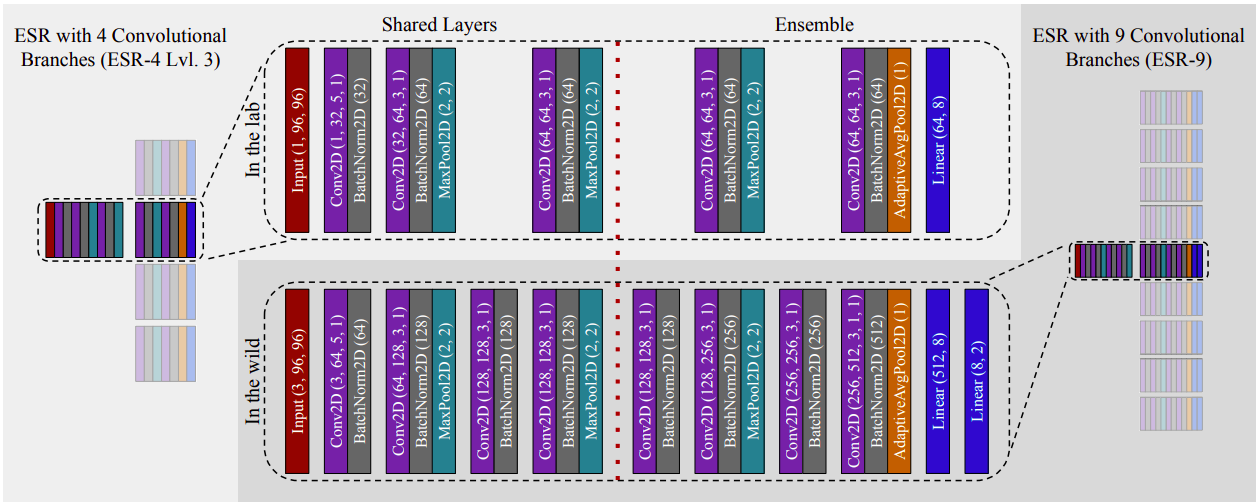 ESR with 4 Convolutional
Branches (ESR-4 Lvl. 3)
Shared Layers
Ensemble
ESR with 9 Convolutional
Branches (ESR-9)
In the lab
Input (1, 96, 96)
Conv2D (1, 32, 5, 1)
BatchNorm2D (32)
Conv2D (32, 64, 3, 1)
BatchNorm2D (64)
MaxPool2D (2, 2)
Conv2D (64, 64, 3, 1)
BatchNorm2D (64)
MaxPool2D (2, 2)
Conv2D (64, 64, 3, 1)
BatchNorm2D (64)
MaxPool2D (2, 2)
Conv2D (64, 64, 3, 1)
BatchNorm2D (64)
AdaptiveAvgPool2D (1)
Linear (64, 8)
In the wild
Input (3, 96, 96)
Conv2D (3, 64, 5, 1)
BatchNorm2D (64)
Conv2D (64, 128, 3, 1)
BatchNorm2D (128)
MaxPool2D (2, 2)
Conv2D (128, 128, 3, 1)
BatchNorm2D (128)
Conv2D (128, 128, 3, 1)
BatchNorm2D (128)
MaxPool2D (2, 2)
Conv2D (128, 128, 3, 1)
BatchNorm2D (128)
Conv2D (128, 256, 3, 1)
BatchNorm2D (256)
MaxPool2D (2, 2)
Conv2D (256, 256, 3, 1)
BatchNorm2D (256)
Conv2D (256, 512, 3, 1, 1)
BatchNorm2D (512)
AdaptiveAvgPool2D (1)
Linear (512, 8)
Linear (8, 2)